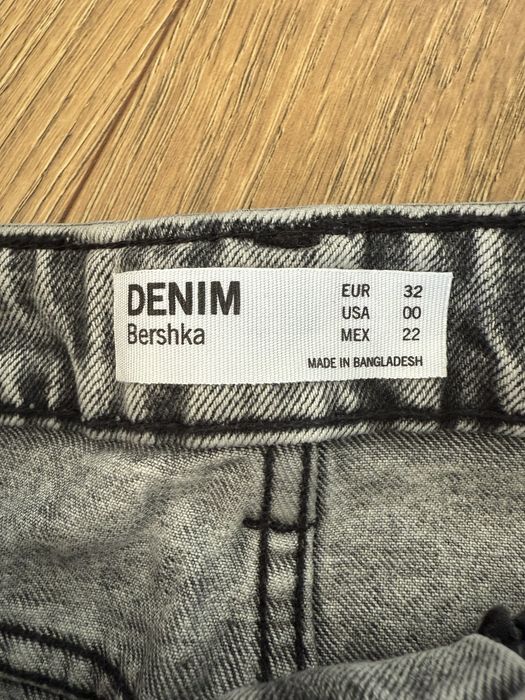 DENIM
Bershka
EUR 32
USA 00
MEX 22
MADE IN BANGLADESH